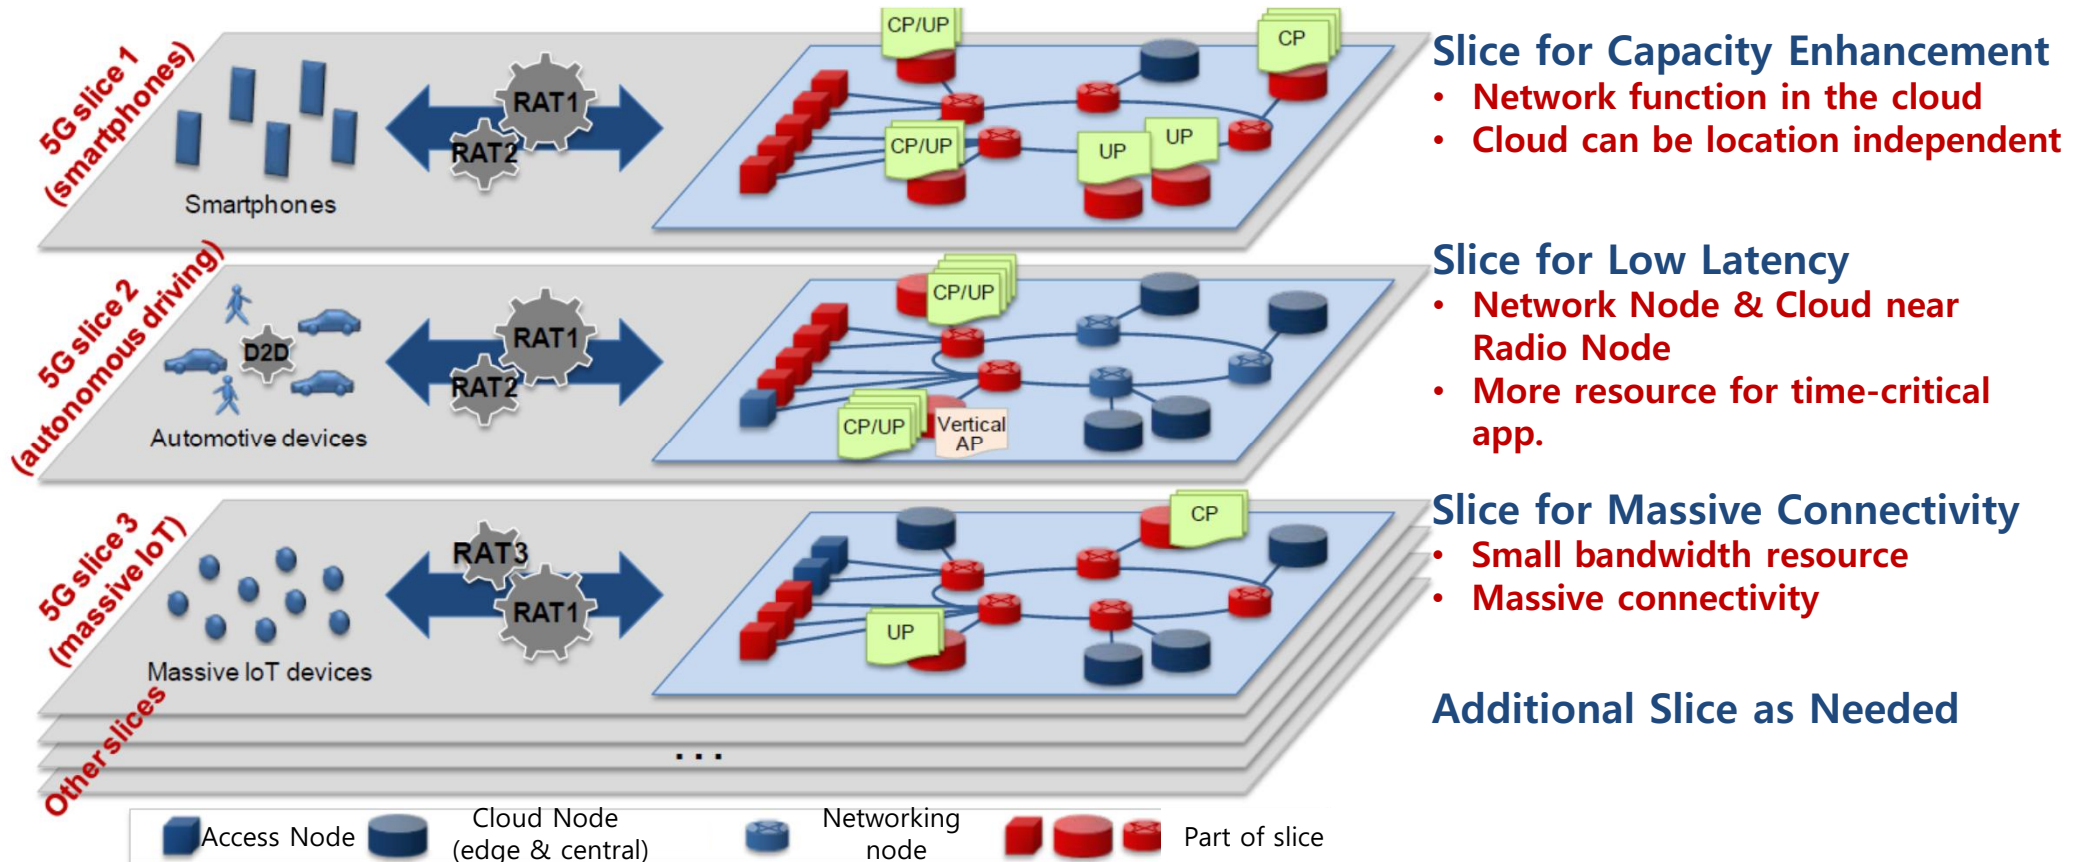 5G slice 1
(smartphones)
Smartphones
RAT1
RAT2
CP/UP
CP
CP/UP
UP
UP
Slice for Capacity Enhancement
• Network function in the cloud
• Cloud can be location independent
5G slice 2
(autonomous driving)
D2D
Automotive devices
RAT1
RAT2
CP/UP
CP/UP
Vertical
AP
Slice for Low Latency
• Network Node & Cloud near
Radio Node
• More resource for time-critical
app.
5G slice 3
(massive IoT)
Massive IoT devices
RAT3
RAT1
CP
UP
Slice for Massive Connectivity
• Small bandwidth resource
• Massive connectivity
Other slices
...
Additional Slice as Needed
Access Node
Cloud Node
(edge & central)
Networking
node
Part of slice